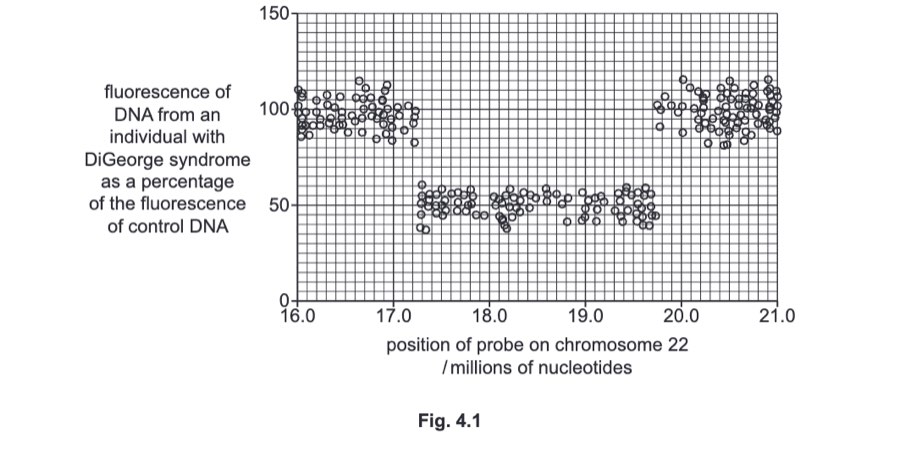 150
100
50
0
fluorescence of
DNA from an
individual with
DiGeorge syndrome
as a percentage
of the fluorescence
of control DNA
16.0 17.0 18.0 19.0 20.0 21.0
position of probe on chromosome 22
/ millions of nucleotides
Fig. 4.1